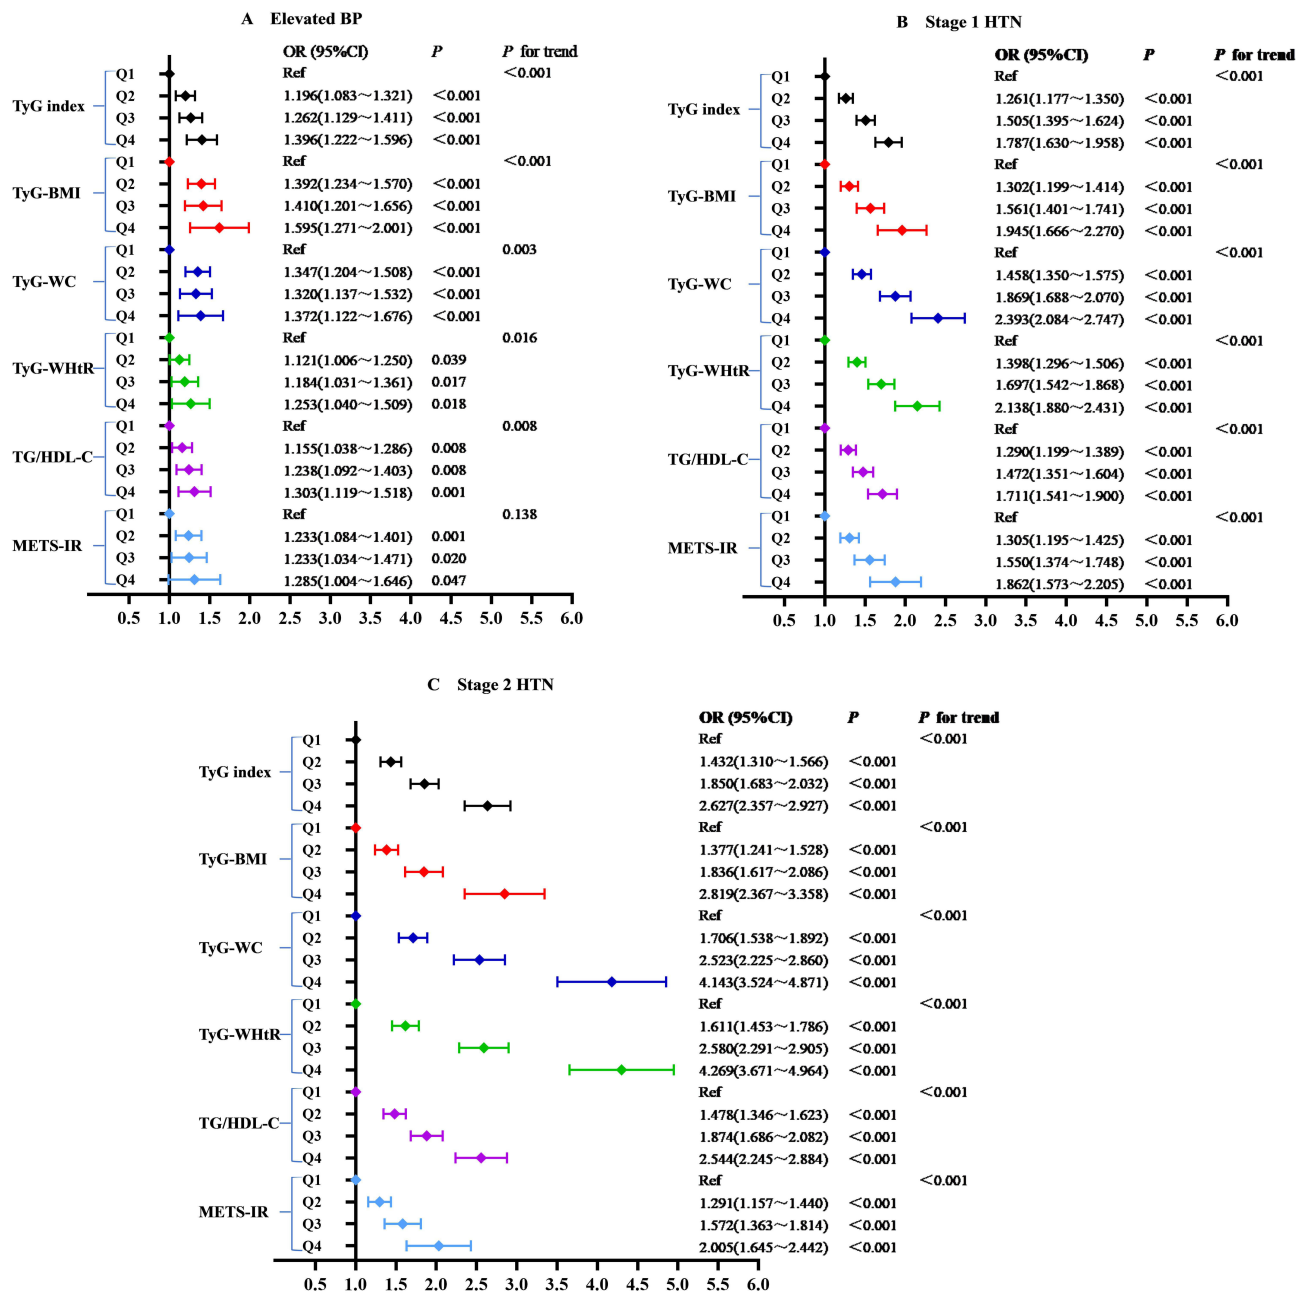 A Elevated BP
OR (95%CI) P P for trend
Q1 Ref <0.001
TyG index
Q2 1.196(1.083~1.321) <0.001
Q3 1.262(1.129~1.411) <0.001
Q4 1.396(1.222~1.596) <0.001
Q1 Ref <0.001
TyG-BMI
Q2 1.392(1.234~1.570) <0.001
Q3 1.410(1.201~1.656) <0.001
Q4 1.595(1.271~2.001) <0.001
Q1 Ref 0.003
TyG-WC
Q2 1.347(1.204~1.508) <0.001
Q3 1.320(1.137~1.532) <0.001
Q4 1.372(1.122~1.676) <0.001
Q1 Ref 0.016
TyG-WHtR
Q2 1.121(1.006~1.250) 0.039
Q3 1.184(1.031~1.361) 0.017
Q4 1.253(1.040~1.509) 0.018
Q1 Ref 0.008
TG/HDL-C
Q2 1.155(1.038~1.286) 0.008
Q3 1.238(1.092~1.403) 0.008
Q4 1.303(1.119~1.518) 0.001
Q1 Ref 0.138
METS-IR
Q2 1.233(1.084~1.401) 0.001
Q3 1.233(1.034~1.471) 0.020
Q4 1.285(1.004~1.646) 0.047
0.5 1.0 1.5 2.0 2.5 3.0 3.5 4.0 4.5 5.0 5.5 6.0
B Stage 1 HTN
OR (95%CI) P P for trend
Q1 Ref <0.001
TyG index
Q2 1.261(1.177~1.350) <0.001
Q3 1.505(1.395~1.624) <0.001
Q4 1.787(1.630~1.958) <0.001
Q1 Ref <0.001
TyG-BMI
Q2 1.302(1.199~1.414) <0.001
Q3 1.561(1.401~1.741) <0.001
Q4 1.945(1.666~2.270) <0.001
Q1 Ref <0.001
TyG-WC
Q2 1.458(1.350~1.575) <0.001
Q3 1.869(1.688~2.070) <0.001
Q4 2.393(2.084~2.747) <0.001
Q1 Ref <0.001
TyG-WHtR
Q2 1.398(1.296~1.506) <0.001
Q3 1.697(1.542~1.868) <0.001
Q4 2.138(1.880~2.431) <0.001
Q1 Ref <0.001
TG/HDL-C
Q2 1.290(1.199~1.389) <0.001
Q3 1.472(1.351~1.604) <0.001
Q4 1.711(1.541~1.900) <0.001
Q1 Ref <0.001
METS-IR
Q2 1.305(1.195~1.425) <0.001
Q3 1.550(1.374~1.748) <0.001
Q4 1.862(1.573~2.205) <0.001
0.5 1.0 1.5 2.0 2.5 3.0 3.5 4.0 4.5 5.0 5.5 6.0
C Stage 2 HTN
OR (95%CI) P P for trend
Q1 Ref <0.001
TyG index
Q2 1.432(1.310~1.566) <0.001
Q3 1.850(1.683~2.032) <0.001
Q4 2.627(2.357~2.927) <0.001
Q1 Ref <0.001
TyG-BMI
Q2 1.377(1.241~1.528) <0.001
Q3 1.836(1.617~2.086) <0.001
Q4 2.819(2.367~3.358) <0.001
Q1 Ref <0.001
TyG-WC
Q2 1.706(1.538~1.892) <0.001
Q3 2.523(2.225~2.860) <0.001
Q4 4.143(3.524~4.871) <0.001
Q1 Ref <0.001
TyG-WHtR
Q2 1.611(1.453~1.786) <0.001
Q3 2.580(2.291~2.905) <0.001
Q4 4.269(3.671~4.964) <0.001
Q1 Ref <0.001
TG/HDL-C
Q2 1.478(1.346~1.623) <0.001
Q3 1.874(1.686~2.082) <0.001
Q4 2.544(2.245~2.884) <0.001
Q1 Ref <0.001
METS-IR
Q2 1.291(1.157~1.440) <0.001
Q3 1.572(1.363~1.814) <0.001
Q4 2.005(1.645~2.442) <0.001
0.5 1.0 1.5 2.0 2.5 3.0 3.5 4.0 4.5 5.0 5.5 6.0